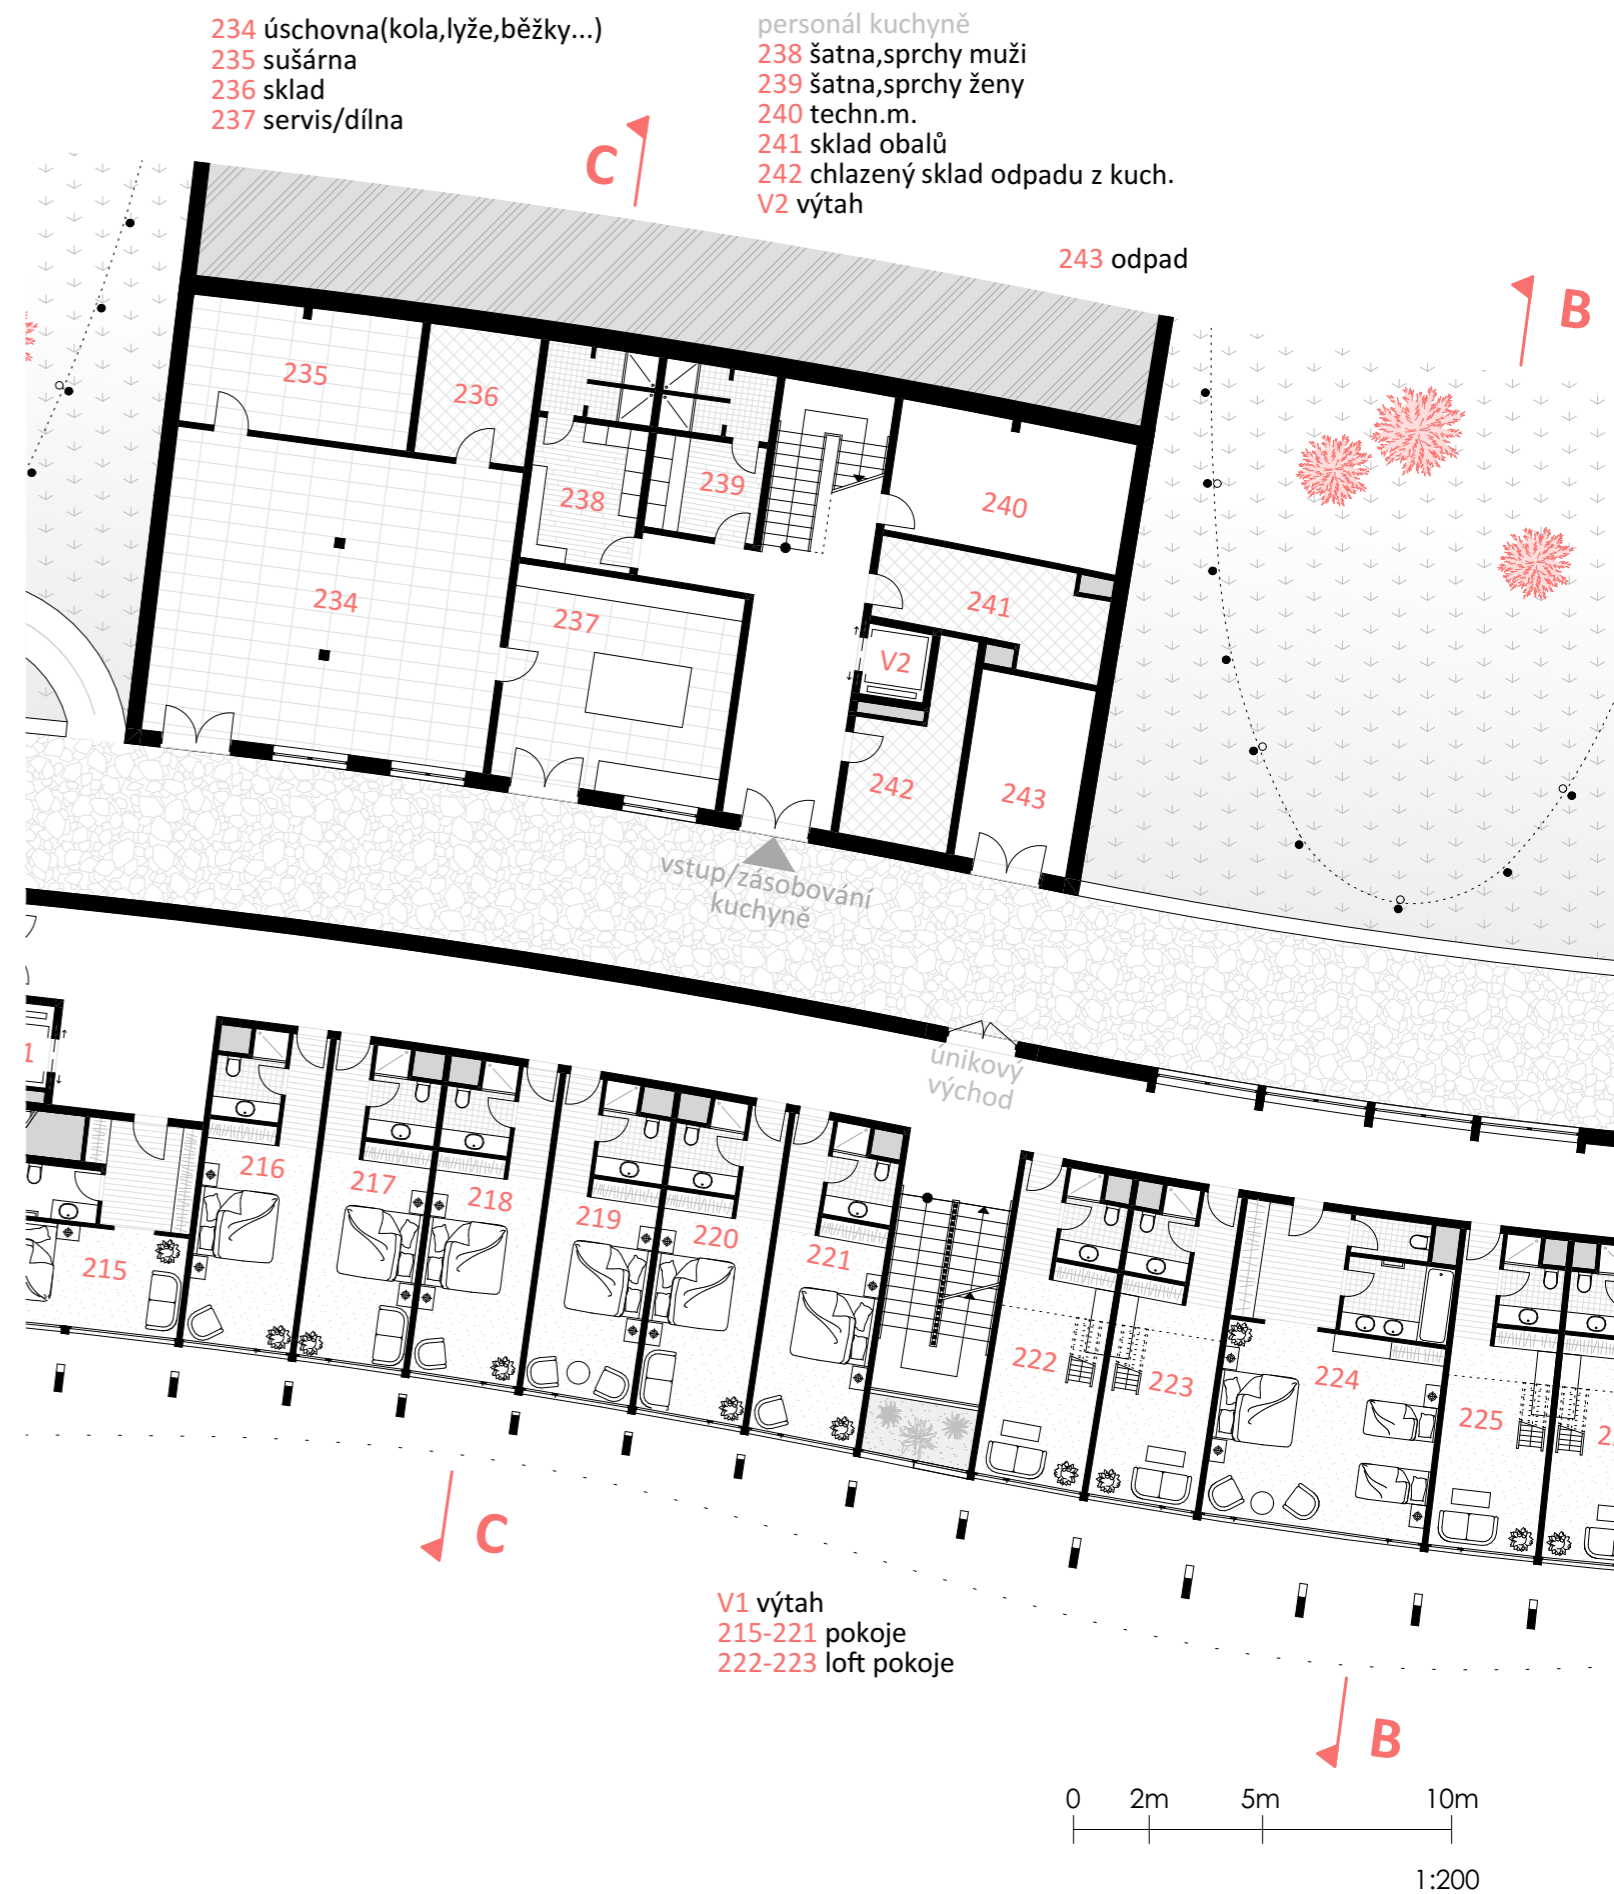 234 úschovna(kola,lyže,běžky...)
235 sušárna
236 sklad
237 servis/dílna
personál kuchyně
238 šatna,sprchy muži
239 šatna,sprchy ženy
240 techn.m.
241 sklad obalů
242 chlazený sklad odpadu z kuch.
V2 výtah
243 odpad
C
B
235
236
238
239
240
241
234
237
V2
242
243
vstup/zásobování
kuchyně
únikový
východ
1
215
216
217
218
219
220
221
222
223
224
225
2
C
V1 výtah
215-221 pokoje
222-223 loft pokoje
B
0 2m 5m 10m
1:200